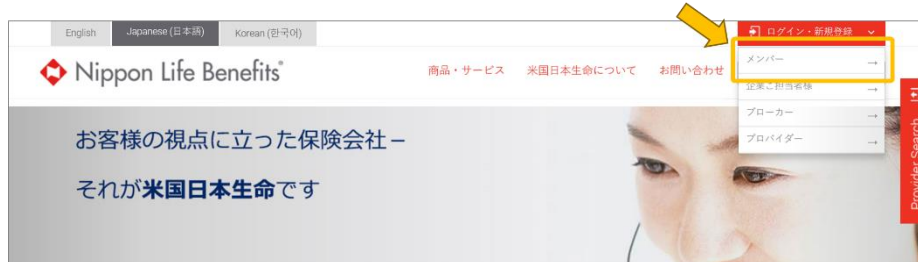 English Japanese (日本語) Korean (한국어) ログイン・新規登録
Nippon Life Benefits®
商品・サービス 米国日本生命について お問い合わせ
メンバー →
企業ご担当者様 →
ブローカー →
プロバイダー →
お客様の視点に立った保険会社–
それが米国日本生命です
Provider Search